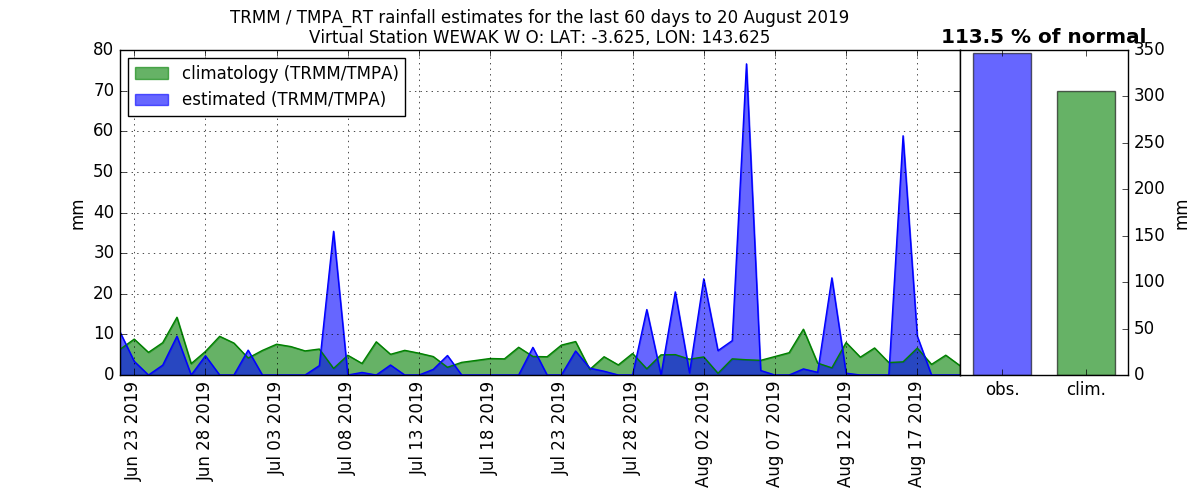 TRMM / TMPA_RT rainfall estimates for the last 60 days to 20 August 2019
Virtual Station WEWAK W O: LAT: -3.625, LON: 143.625
113.5 % of normal
climatology (TRMM/TMPA)
estimated (TRMM/TMPA)
80
70
60
50
40
30
20
10
0
mm
350
300
250
200
150
100
50
0
mm
obs.
clim.
Jun 23 2019
Jun 28 2019
Jul 03 2019
Jul 08 2019
Jul 13 2019
Jul 18 2019
Jul 23 2019
Jul 28 2019
Aug 02 2019
Aug 07 2019
Aug 12 2019
Aug 17 2019